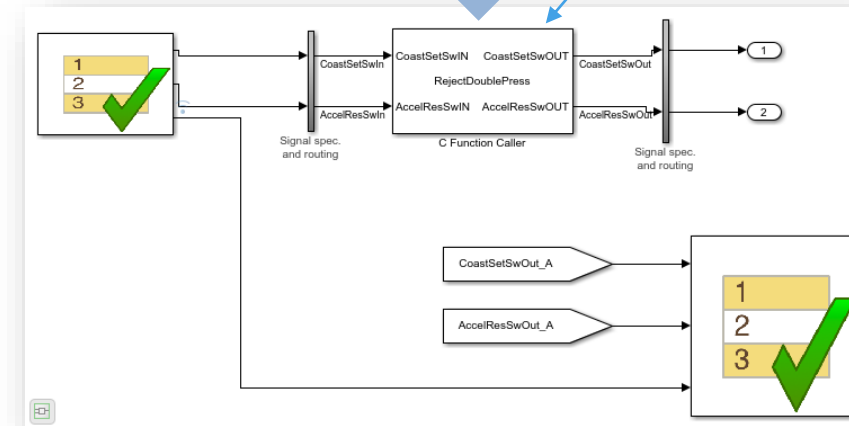 1
2
3
CoastSetSwIn
AccelResSwIn
Signal spec.
and routing
CoastSetSwIN CoastSetSwOUT
RejectDoublePress
AccelResSwIN AccelResSwOUT
C Function Caller
CoastSetSwOut
AccelResSwOut
Signal spec.
and routing
1
2
CoastSetSwOut_A
AccelResSwOut_A
1
2
3